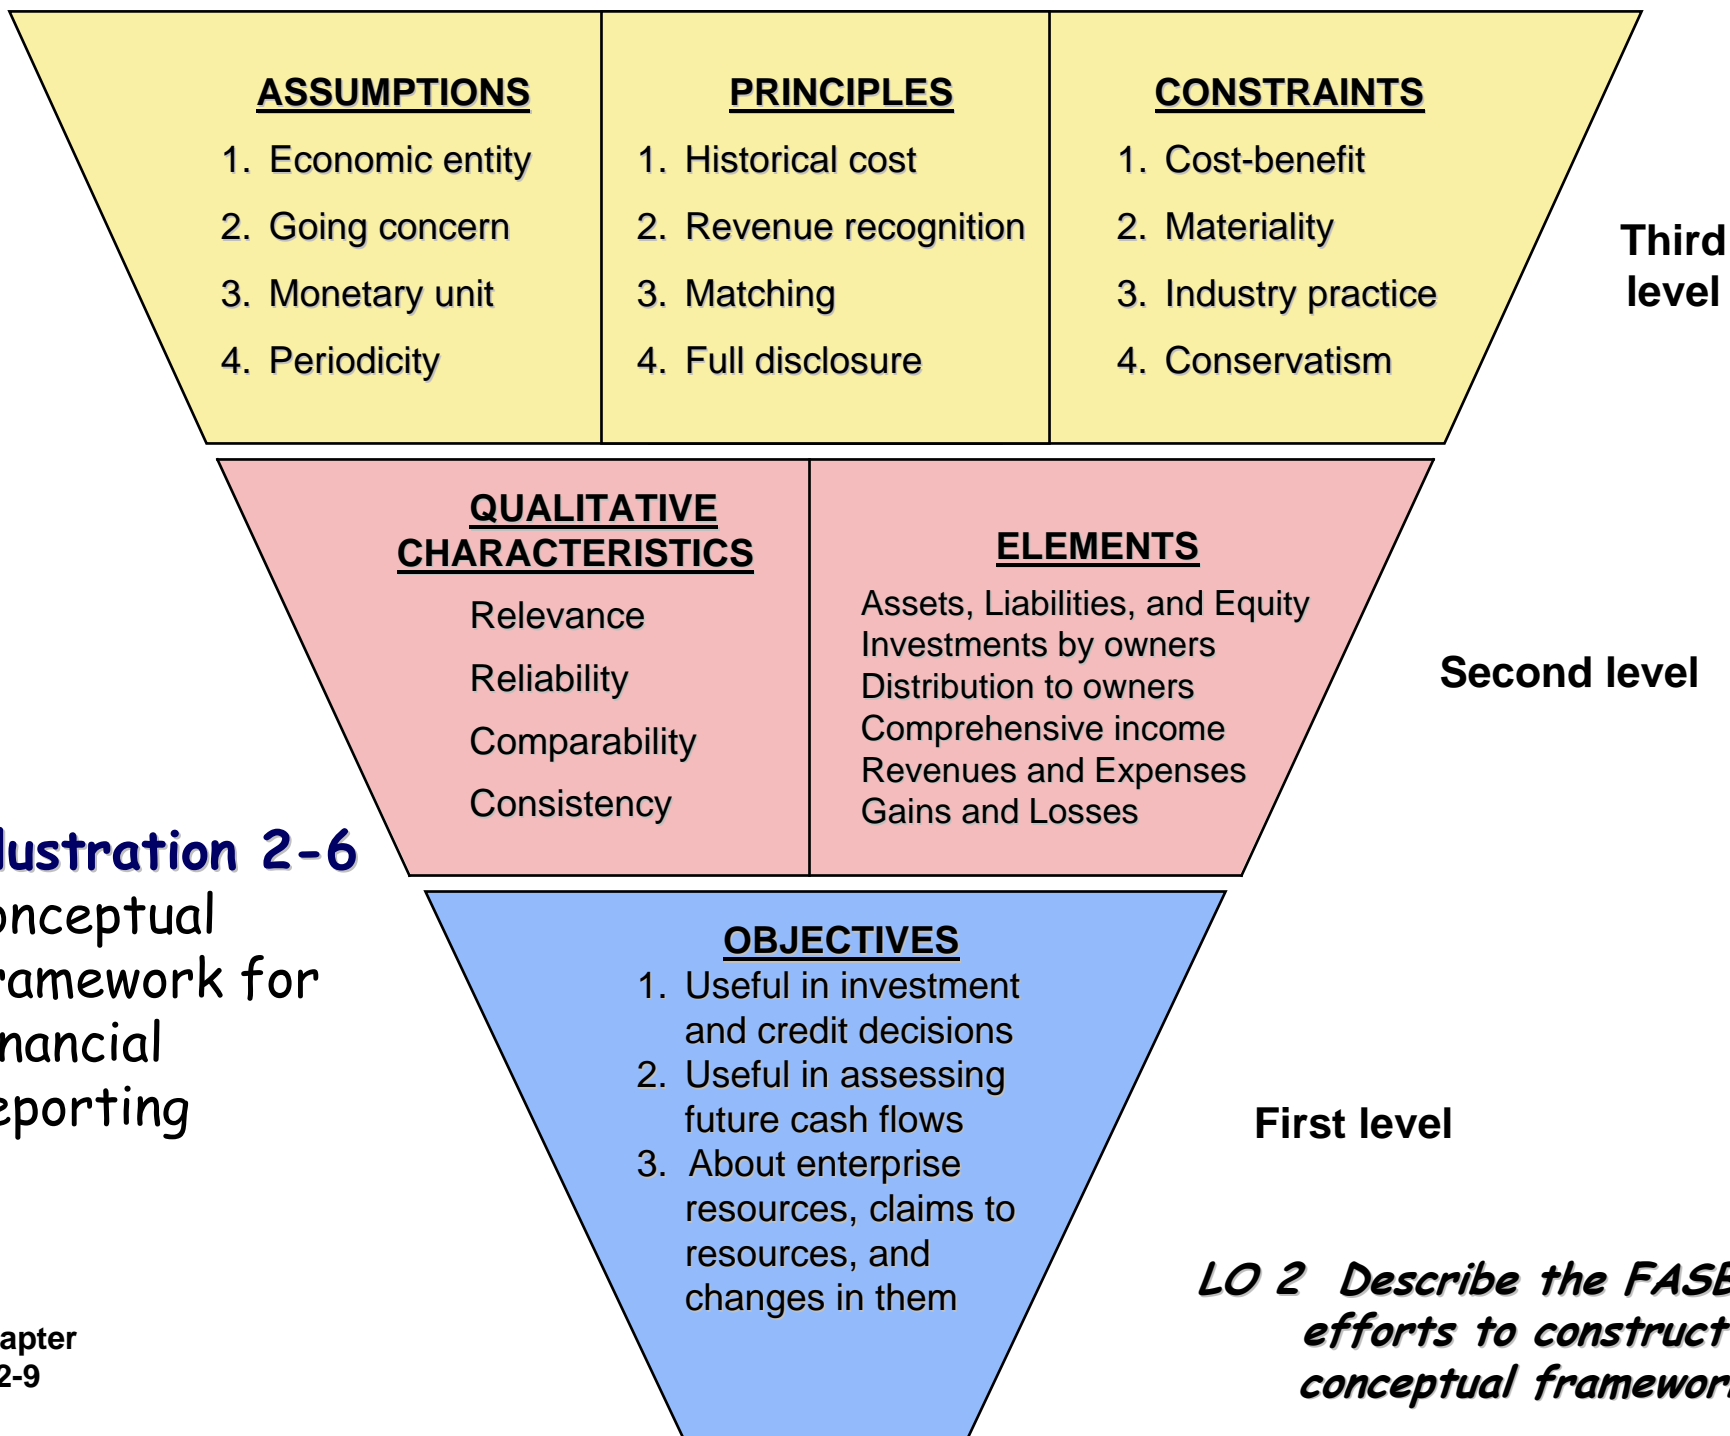 ASSUMPTIONS
1. Economic entity
2. Going concern
3. Monetary unit
4. Periodicity
PRINCIPLES
1. Historical cost
2. Revenue recognition
3. Matching
4. Full disclosure
CONSTRAINTS
1. Cost-benefit
2. Materiality
3. Industry practice
4. Conservatism
Third
level
QUALITATIVE
CHARACTERISTICS
Relevance
Reliability
Comparability
Consistency
ELEMENTS
Assets, Liabilities, and Equity
Investments by owners
Distribution to owners
Comprehensive income
Revenues and Expenses
Gains and Losses
Second level
llustration 2-6
onceptual
ramework for
nancial
eporting
OBJECTIVES
1. Useful in investment
and credit decisions
2. Useful in assessing
future cash flows
3. About enterprise
resources, claims to
resources, and
changes in them
First level
apter
2-9
LO 2 Describe the FASB
efforts to construct
conceptual framewor